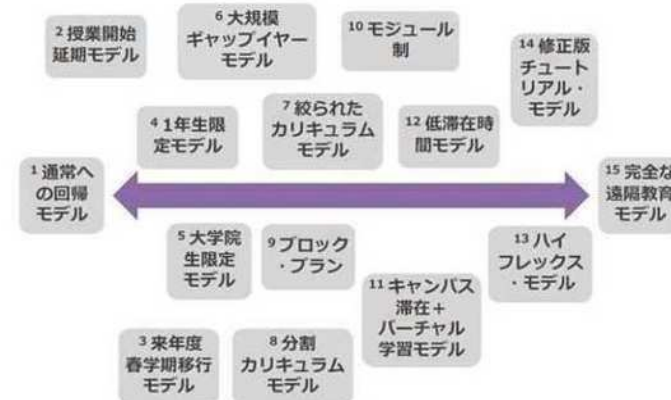 2 授業開始
延期モデル
6 大規模
ギャップイヤー
モデル
10 モジュール
制
14 修正版
チュート
リアル・
モデル
4 1年生限
定モデル
7 絞られた
カリキュラム
モデル
12 低滞在時
間モデル
1 通常へ
の回帰
モデル
15 完全な
遠隔教育
モデル
5 大学院
生限定
モデル
9 ブロック
・プラン
13 ハイ
フレックス
・モデル
11 キャンパス
滞在＋
バーチャル
学習モデル
3 来年度
春学期移行
モデル
8 分割
カリキュラム
モデル